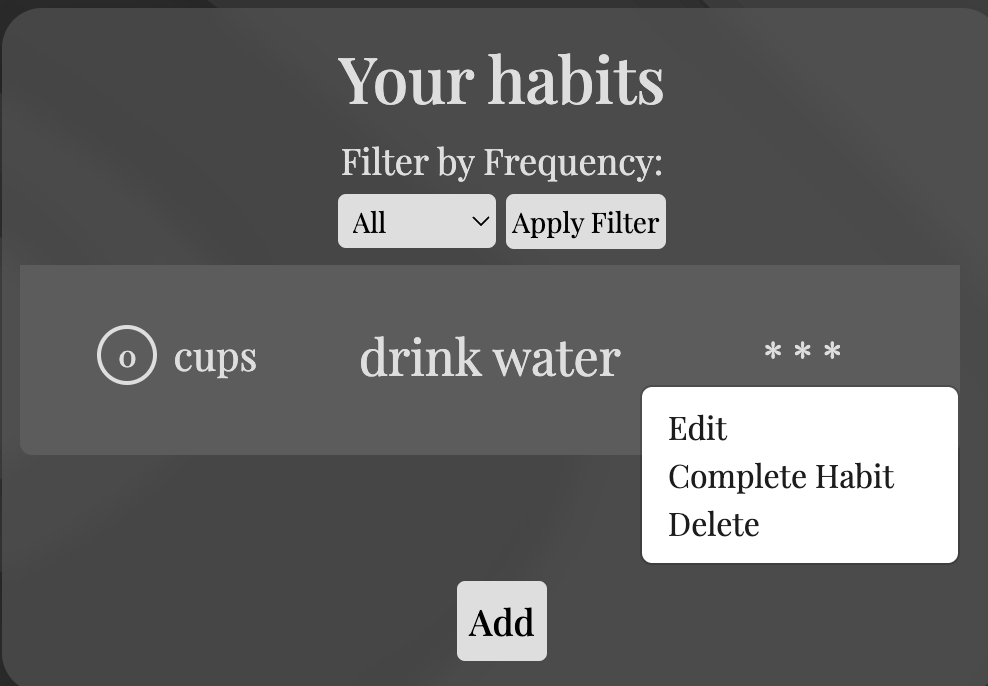 Your habits
Filter by Frequency:
All Apply Filter
0 cups drink water ***
Edit
Complete Habit
Delete
Add